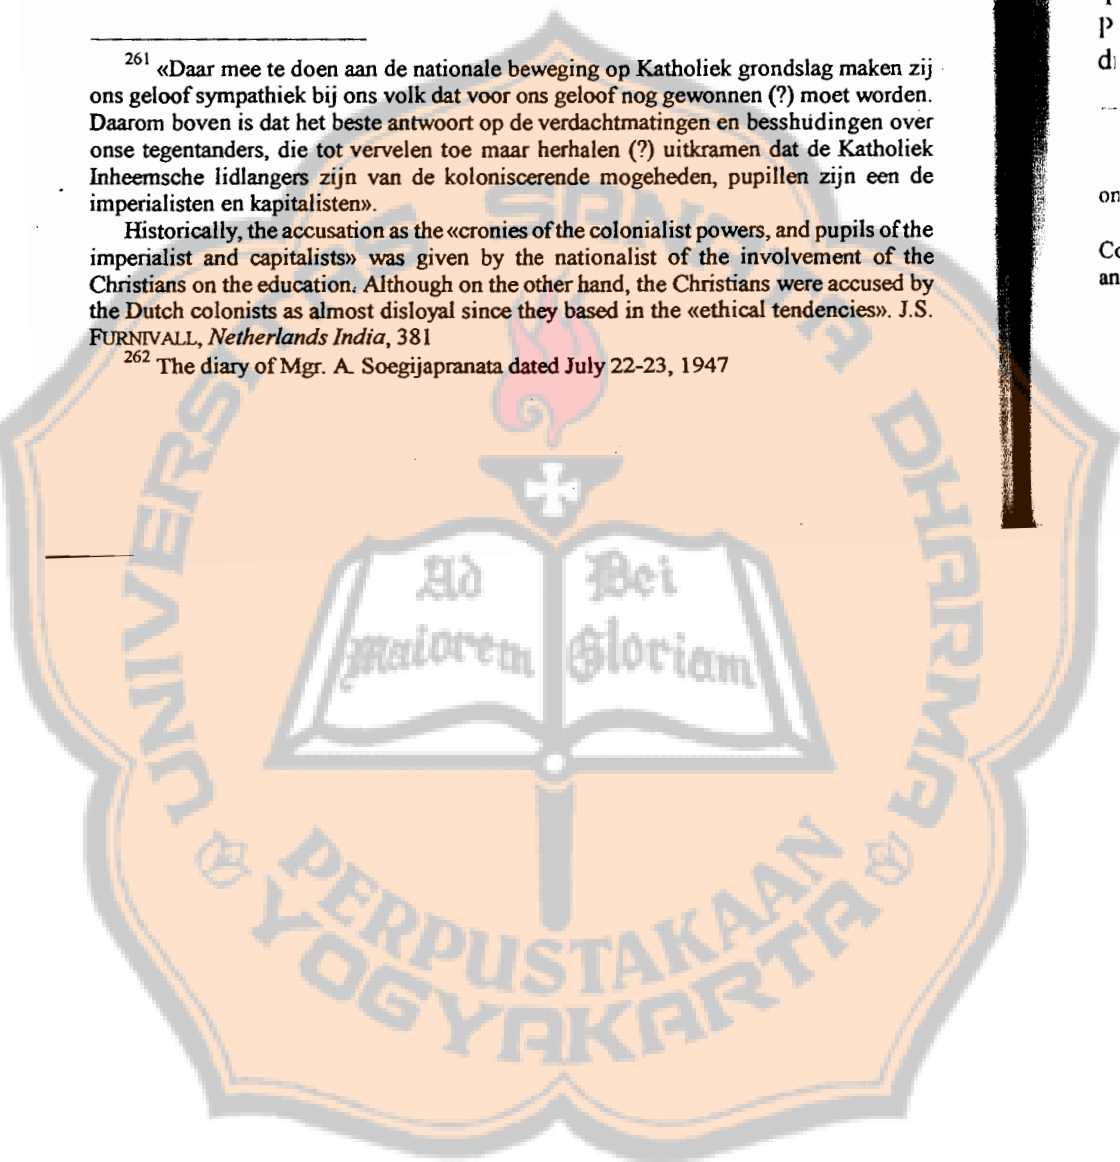 261 «Daar mee te doen aan de nationale beweging op Katholiek grondslag maken zij
ons geloof sympathiek bij ons volk dat voor ons geloof nog gewonnen (?) moet worden.
Daarom boven is dat het beste antwoort op de verdachtmatingen en besshudingen over
onse tegentanders, die tot vervelen toe maar herhalen (?) uitkramen dat de Katholiek
Inheemsche lidlangers zijn van de koloniscerende mogeheden, pupillen zijn een de
imperialisten en kapitalisten».
Historically, the accusation as the «cronies of the colonialist powers, and pupils of the
imperialist and capitalists» was given by the nationalist of the involvement of the
Christians on the education. Although on the other hand, the Christians were accused by
the Dutch colonists as almost disloyal since they based in the «ethical tendencies». J.S.
FURNIVALL, Netherlands India, 381
262 The diary of Mgr. A. Soegijapranata dated July 22-23, 1947
UNIVERSITAS SANATA DHARMA
Ad Dei
maiorem Gloriam
PERPUSTAKAAN
YOGYAKARTA
on
Co
an